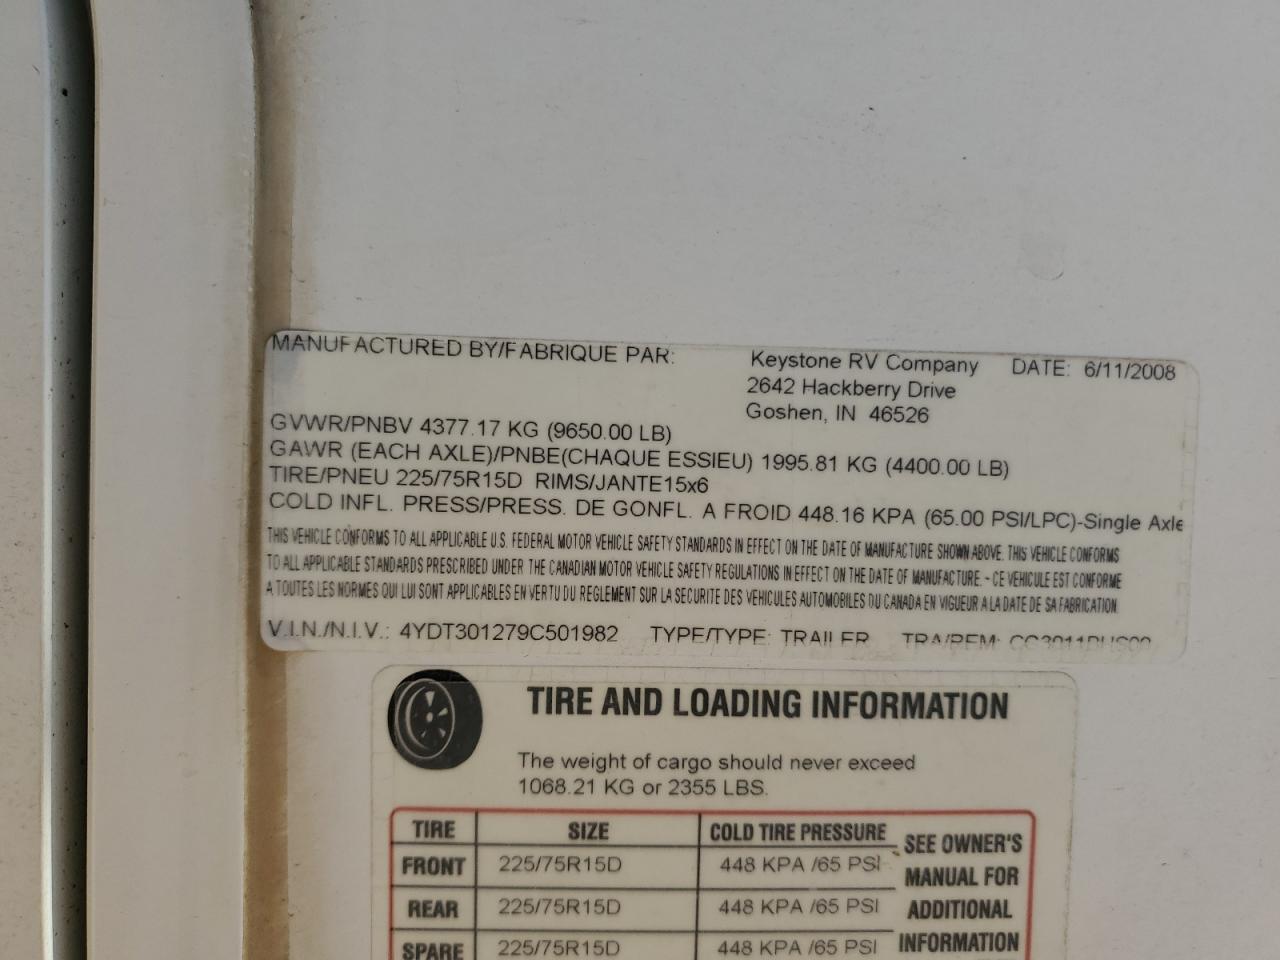 MANUFACTURED BY/FABRIQUE PAR: Keystone RV Company DATE: 6/11/2008
2642 Hackberry Drive
Goshen, IN 46526
GVWR/PNBV 4377.17 KG (9650.00 LB)
GAWR (EACH AXLE)/PNBE(CHAQUE ESSIEU) 1995.81 KG (4400.00 LB)
TIRE/PNEU 225/75R15D RIMS/JANTE15x6
COLD INFL. PRESS/PRESS. DE GONFL. A FROID 448.16 KPA (65.00 PSI/LPC)-Single Axle
THIS VEHICLE CONFORMS TO ALL APPLICABLE U.S. FEDERAL MOTOR VEHICLE SAFETY STANDARDS IN EFFECT ON THE DATE OF MANUFACTURE SHOWN ABOVE. THIS VEHICLE CONFORMS
TO ALL APPLICABLE STANDARDS PRESCRIBED UNDER THE CANADIAN MOTOR VEHICLE SAFETY REGULATIONS IN EFFECT ON THE DATE OF MANUFACTURE. - CE VEHICULE EST CONFORME
A TOUTES LES NORMES QUI LUI SONT APPLICABLES EN VERTU DU REGLEMENT SUR LA SECURITE DES VEHICULES AUTOMOBILES DU CANADA EN VIGUEUR A LA DATE DE SA FABRICATION.
V.I.N./N.I.V.: 4YDT301279C501982 TYPE/TYPE: TRAILER TRA/REM:
TIRE AND LOADING INFORMATION
The weight of cargo should never exceed
1068.21 KG or 2355 LBS.
TIRE SIZE COLD TIRE PRESSURE
FRONT 225/75R15D 448 KPA /65 PSI
REAR 225/75R15D 448 KPA /65 PSI
SPARE 225/75R15D 448 KPA /65 PSI
SEE OWNER'S
MANUAL FOR
ADDITIONAL
INFORMATION